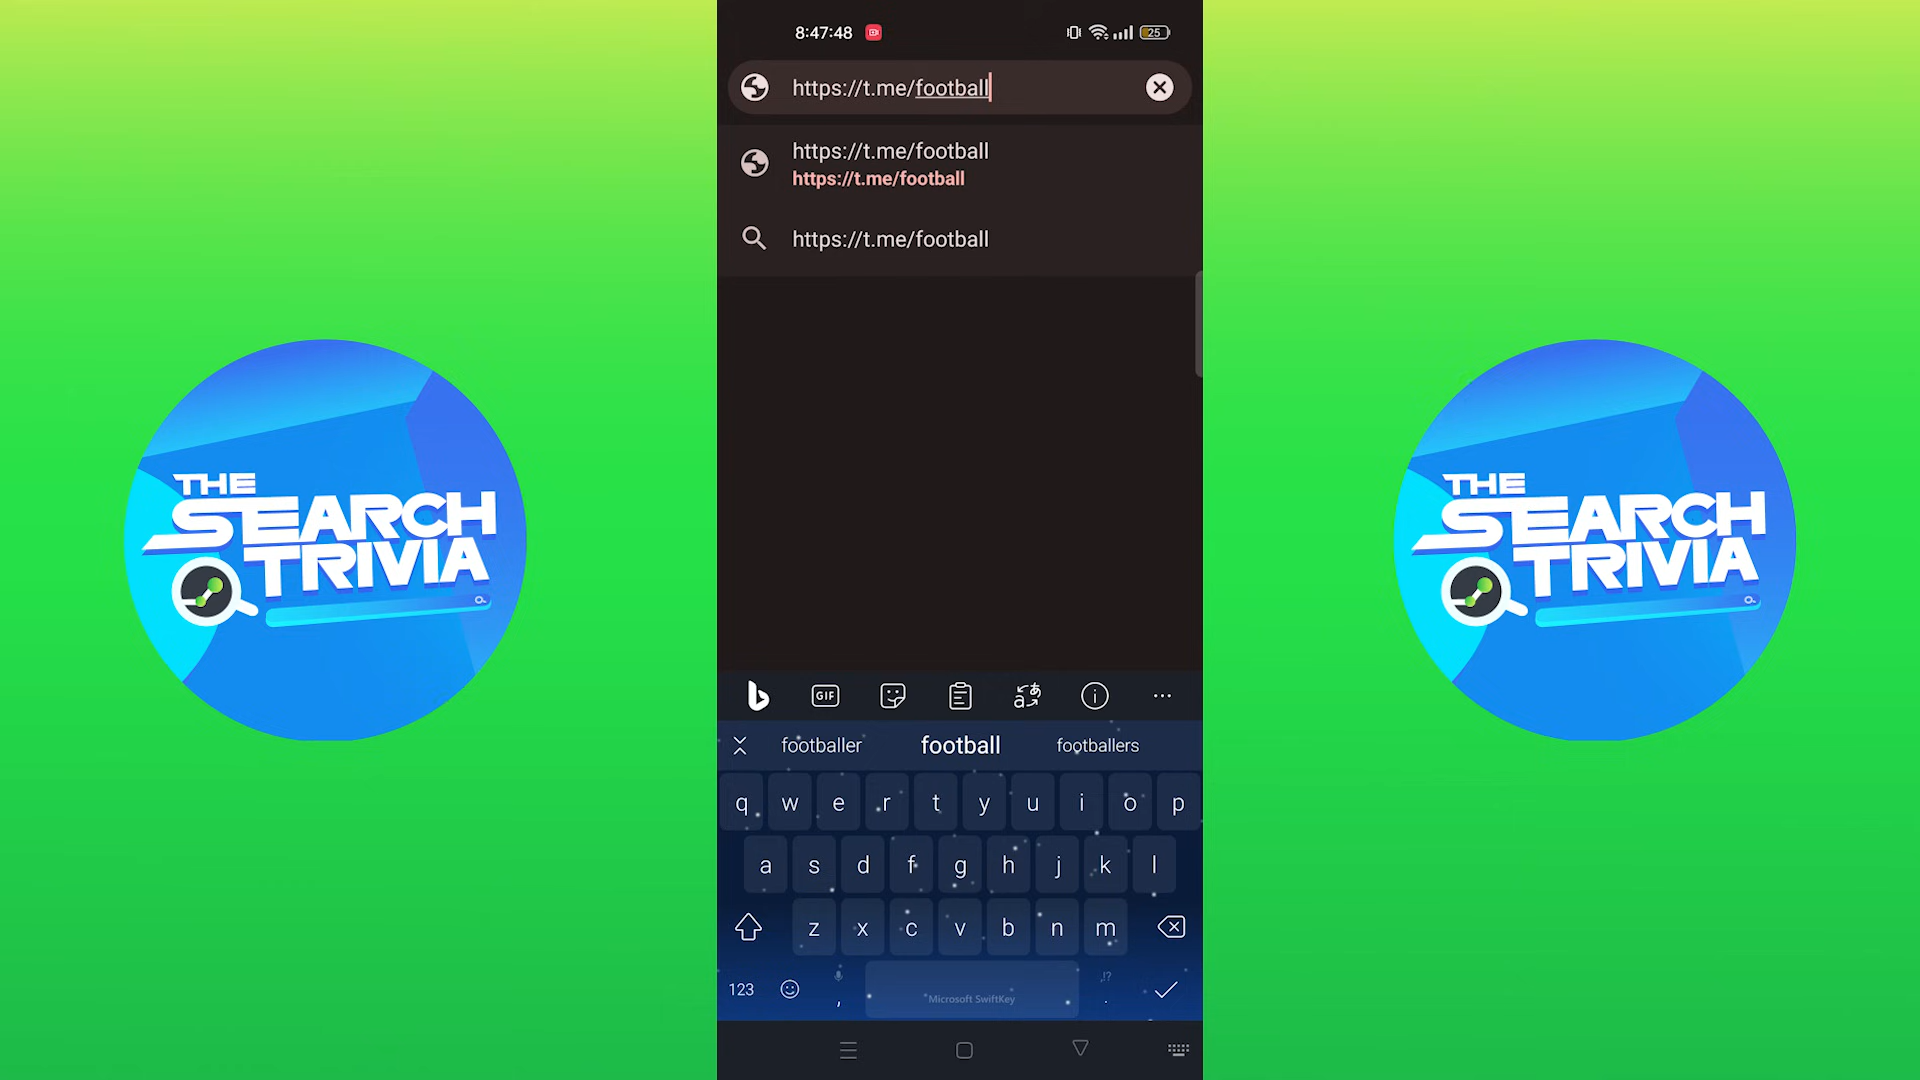 8:47:48
25
https://t.me/football
https://t.me/football
https://t.me/football
https://t.me/football
THE
SEARCH
TRIVIA
THE
SEARCH
TRIVIA
GIF
footballer football footballers
q w e r t y u i o p
a s d f g h j k l
z x c v b n m
123 , Microsoft SwiftKey .
,!?